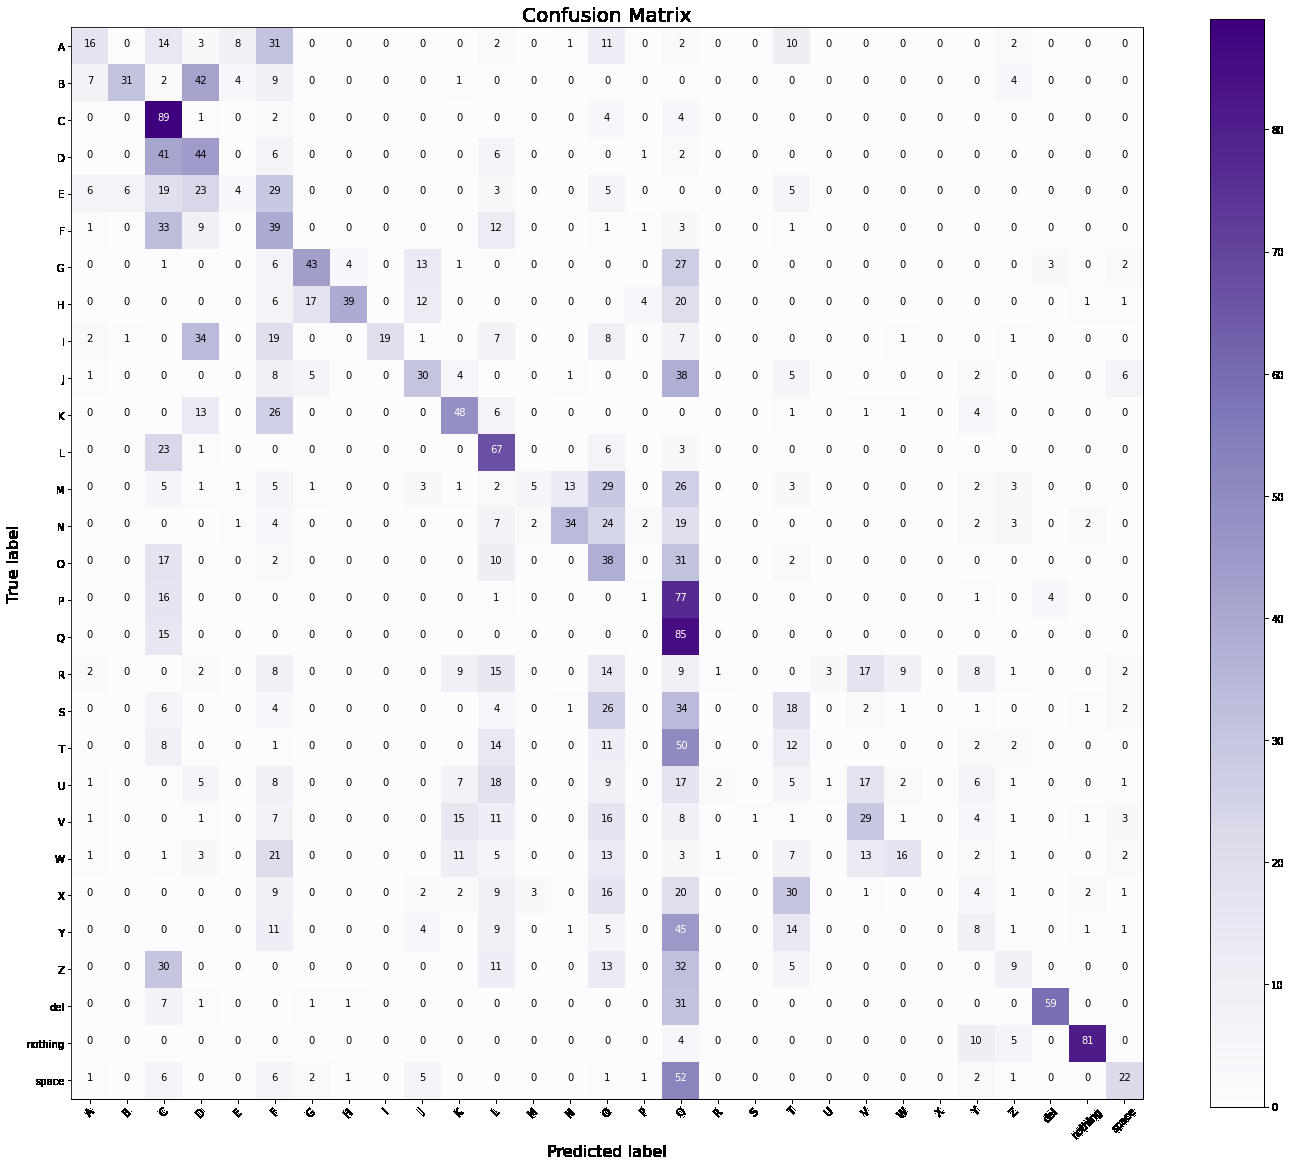 Confusion Matrix
A 16 0 14 3 8 31 0 0 0 0 0 2 0 1 11 0 2 0 0 10 0 0 0 0 0 2 0 0 0
B 7 31 2 42 4 9 0 0 0 0 1 0 0 0 0 0 0 0 0 0 0 0 0 0 0 4 0 0 0
C 0 0 89 1 0 2 0 0 0 0 0 0 0 0 4 0 4 0 0 0 0 0 0 0 0 0 0 0 0
D 0 0 41 44 0 6 0 0 0 0 0 6 0 0 0 1 2 0 0 0 0 0 0 0 0 0 0 0 0
E 6 6 19 23 4 29 0 0 0 0 0 3 0 0 5 0 0 0 0 5 0 0 0 0 0 0 0 0 0
F 1 0 33 9 0 39 0 0 0 0 0 12 0 0 1 1 3 0 0 1 0 0 0 0 0 0 0 0 0
G 0 0 1 0 0 6 43 4 0 13 1 0 0 0 0 0 27 0 0 0 0 0 0 0 0 0 3 0 2
H 0 0 0 0 0 6 17 39 0 12 0 0 0 0 0 4 20 0 0 0 0 0 0 0 0 0 0 1 1
I 2 1 0 34 0 19 0 0 19 1 0 7 0 0 8 0 7 0 0 0 0 0 1 0 0 1 0 0 0
J 1 0 0 0 0 8 5 0 0 30 4 0 0 1 0 0 38 0 0 5 0 0 0 0 2 0 0 0 6
K 0 0 0 13 0 26 0 0 0 0 48 6 0 0 0 0 0 0 0 1 0 1 1 0 4 0 0 0 0
L 0 0 23 1 0 0 0 0 0 0 0 67 0 0 6 0 3 0 0 0 0 0 0 0 0 0 0 0 0
M 0 0 5 1 1 5 1 0 0 3 1 2 5 13 29 0 26 0 0 3 0 0 0 0 2 3 0 0 0
N 0 0 0 0 1 4 0 0 0 0 0 7 2 34 24 2 19 0 0 0 0 0 0 0 2 3 0 2 0
O 0 0 17 0 0 2 0 0 0 0 0 10 0 0 38 0 31 0 0 2 0 0 0 0 0 0 0 0 0
P 0 0 16 0 0 0 0 0 0 0 0 1 0 0 0 1 77 0 0 0 0 0 0 0 1 0 4 0 0
Q 0 0 15 0 0 0 0 0 0 0 0 0 0 0 0 0 85 0 0 0 0 0 0 0 0 0 0 0 0
R 2 0 0 2 0 8 0 0 0 0 9 15 0 0 14 0 9 1 0 0 3 17 9 0 8 1 0 0 2
S 0 0 6 0 0 4 0 0 0 0 0 4 0 1 26 0 34 0 0 18 0 2 1 0 1 0 0 1 2
T 0 0 8 0 0 1 0 0 0 0 0 14 0 0 11 0 50 0 0 12 0 0 0 0 2 2 0 0 0
U 1 0 0 5 0 8 0 0 0 0 7 18 0 0 9 0 17 2 0 5 1 17 2 0 6 1 0 0 1
V 1 0 0 1 0 7 0 0 0 0 15 11 0 0 16 0 8 0 1 1 0 29 1 0 4 1 0 1 3
W 1 0 1 3 0 21 0 0 0 0 11 5 0 0 13 0 3 1 0 7 0 13 16 0 2 1 0 0 2
X 0 0 0 0 0 9 0 0 0 2 2 9 3 0 16 0 20 0 0 30 0 1 0 0 4 1 0 2 1
Y 0 0 0 0 0 11 0 0 0 4 0 9 0 1 5 0 45 0 0 14 0 0 0 0 8 1 0 1 1
Z 0 0 30 0 0 0 0 0 0 0 0 11 0 0 13 0 32 0 0 5 0 0 0 0 0 9 0 0 0
del 0 0 7 1 0 0 1 1 0 0 0 0 0 0 0 0 31 0 0 0 0 0 0 0 0 0 59 0 0
nothing 0 0 0 0 0 0 0 0 0 0 0 0 0 0 0 0 4 0 0 0 0 0 0 0 10 5 0 81 0
space 1 0 6 0 0 6 2 1 0 5 0 0 0 0 1 1 52 0 0 0 0 0 0 0 2 1 0 0 22
A B C D E F G H I J K L M N O P Q R S T U V W X Y Z del nothing space
True label
Predicted label
80
70
60
50
40
30
20
10
0